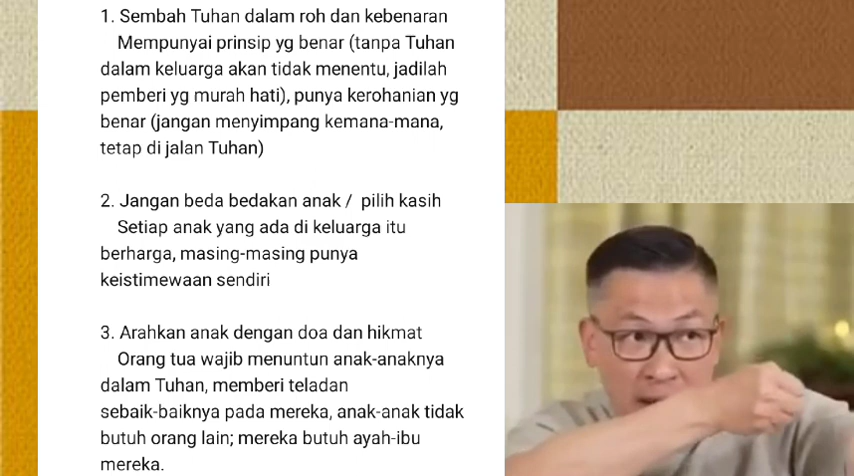 1. Sembah Tuhan dalam roh dan kebenaran
Mempunyai prinsip yg benar (tanpa Tuhan
dalam keluarga akan tidak menentu, jadilah
pemberi yg murah hati), punya kerohanian yg
benar (jangan menyimpang kemana-mana,
tetap di jalan Tuhan)
2. Jangan beda bedakan anak / pilih kasih
Setiap anak yang ada di keluarga itu
berharga, masing-masing punya
keistimewaan sendiri
3. Arahkan anak dengan doa dan hikmat
Orang tua wajib menuntun anak-anaknya
dalam Tuhan, memberi teladan
sebaik-baiknya pada mereka, anak-anak tidak
butuh orang lain; mereka butuh ayah-ibu
mereka.